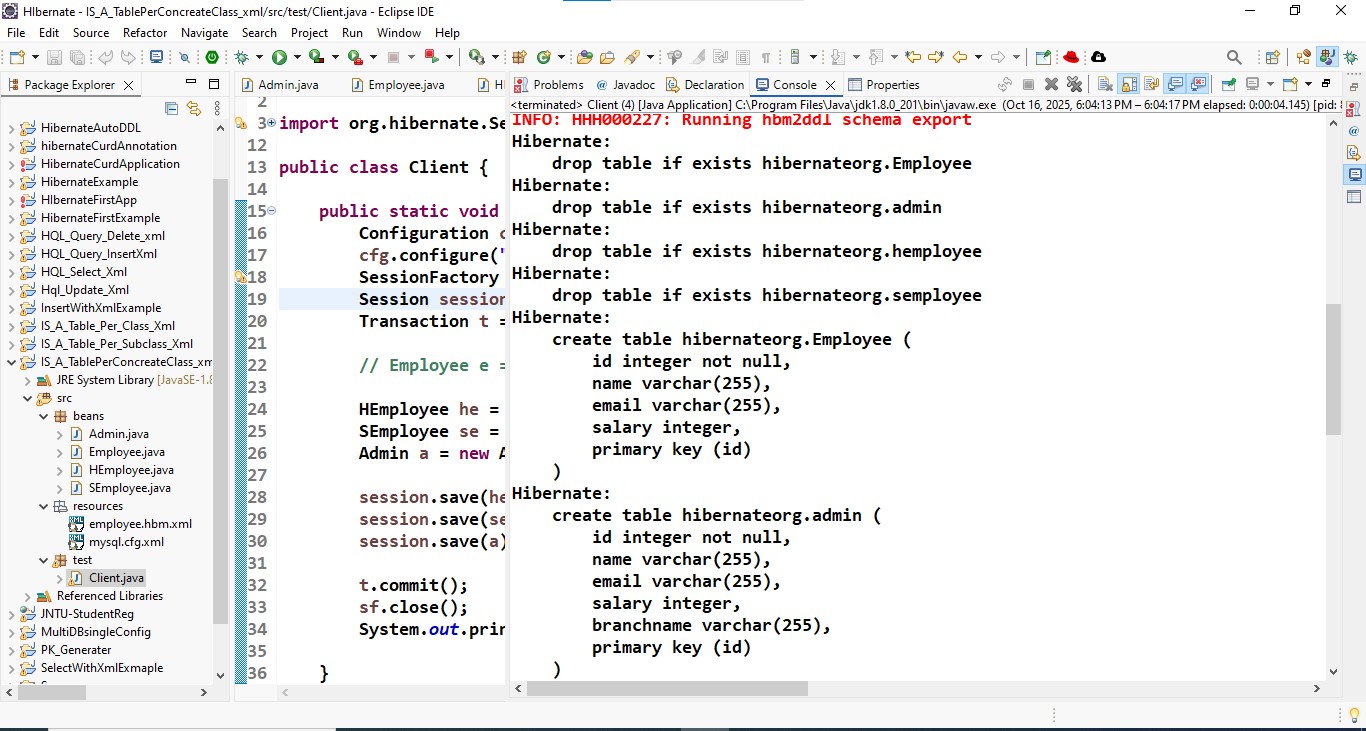 HIbernate - IS_A_TablePerConcreateClass_xml/src/test/Client.java - Eclipse IDE
File Edit Source Refactor Navigate Search Project Run Window Help
Package Explorer
HibernateAutoDDL
hibernateCurdAnnotation
HibernateCurdApplication
HibernateExample
HIbernateFirstApp
HibernateFirstExample
HQL_Query_Delete_xml
HQL_Query_InsertXml
HQL_Select_Xml
Hql_Update_Xml
InsertWithXmlExample
IS_A_Table_Per_Class_Xml
IS_A_Table_Per_Subclass_Xml
IS_A_TablePerConcreateClass_xm
JRE System Library [JavaSE-1.8
src
beans
Admin.java
Employee.java
HEmployee.java
SEmployee.java
resources
employee.hbm.xml
mysql.cfg.xml
test
Client.java
Referenced Libraries
JNTU-StudentReg
MultiDBsingleConfig
PK_Generater
SelectWithXmlExmaple
Admin.java Employee.java H
2
3 import org.hibernate.Se
12
13 public class Client {
14
15 public static void
16 Configuration c
17 cfg.configure("
18 SessionFactory
19 Session session
20 Transaction t =
21
22 // Employee e =
23
24 HEmployee he =
25 SEmployee se =
26 Admin a = new A
27
28 session.save(he
29 session.save(se
30 session.save(a)
31
32 t.commit();
33 sf.close();
34 System.out.prin
35
36 }
Problems Javadoc Declaration Console Properties
<terminated> Client (4) [Java Application] C:\Program Files\Java\jdk1.8.0_201\bin\javaw.exe (Oct 16, 2025, 6:04:13 PM – 6:04:17 PM elapsed: 0:00:04.145) [pid:
INFO: HHH000227: Running hbm2ddl schema export
Hibernate:
drop table if exists hibernateorg.Employee
Hibernate:
drop table if exists hibernateorg.admin
Hibernate:
drop table if exists hibernateorg.hemployee
Hibernate:
drop table if exists hibernateorg.semployee
Hibernate:
create table hibernateorg.Employee (
id integer not null,
name varchar(255),
email varchar(255),
salary integer,
primary key (id)
)
Hibernate:
create table hibernateorg.admin (
id integer not null,
name varchar(255),
email varchar(255),
salary integer,
branchname varchar(255),
primary key (id)
)